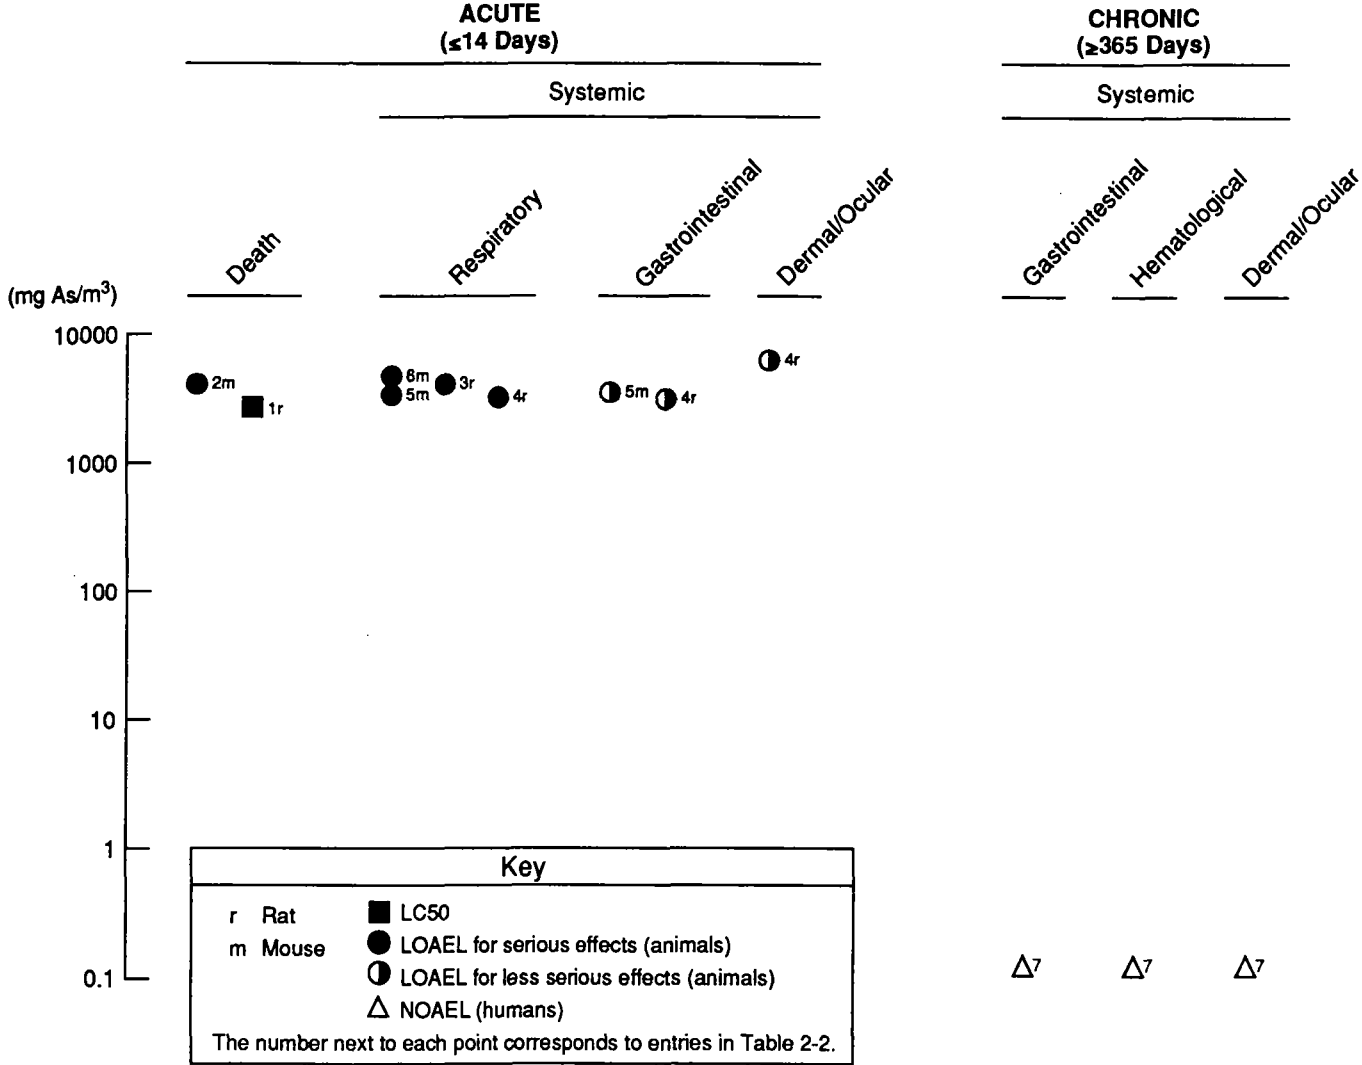 ACUTE
(≤14 Days)
CHRONIC
(≥365 Days)
Systemic
Systemic
Death
Respiratory
Gastrointestinal
Dermal/Ocular
Gastrointestinal
Hematological
Dermal/Ocular
(mg As/m³)
10000
2m
1r
6m
5m
3r
4r
5m
4r
4r
1000
100
10
1
0.1
7
7
7
Key
r Rat
m Mouse
LC50
LOAEL for serious effects (animals)
LOAEL for less serious effects (animals)
NOAEL (humans)
The number next to each point corresponds to entries in Table 2-2.